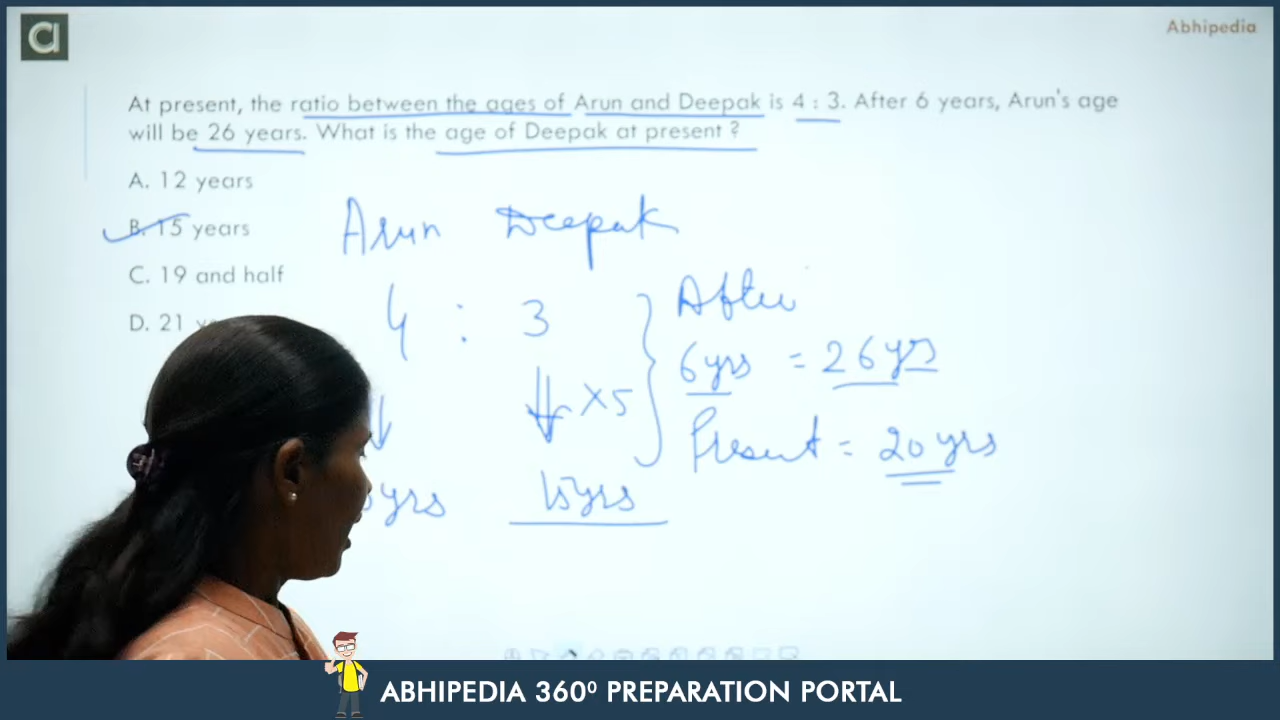 Abhipedia
At present, the ratio between the ages of Arun and Deepak is 4 : 3. After 6 years, Arun's age
will be 26 years. What is the age of Deepak at present ?
A. 12 years
B. 15 years
C. 19 and half
D. 21
Arun Deepak
4 : 3
×5
yrs 15yrs
After
6yrs = 26yrs
Present = 20yrs
ABHIPEDIA 360⁰ PREPARATION PORTAL